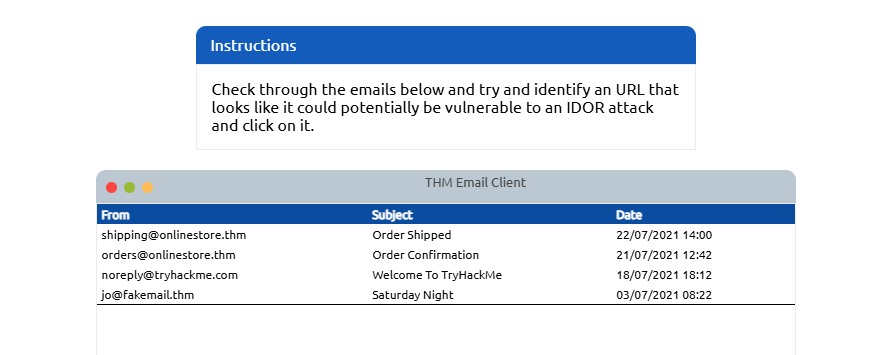 Instructions
Check through the emails below and try and identify an URL that
looks like it could potentially be vulnerable to an IDOR attack
and click on it.
THM Email Client
From Subject Date
shipping@onlinestore.thm Order Shipped 22/07/2021 14:00
orders@onlinestore.thm Order Confirmation 21/07/2021 12:42
noreply@tryhackme.com Welcome To TryHackMe 18/07/2021 18:12
jo@fakemail.thm Saturday Night 03/07/2021 08:22